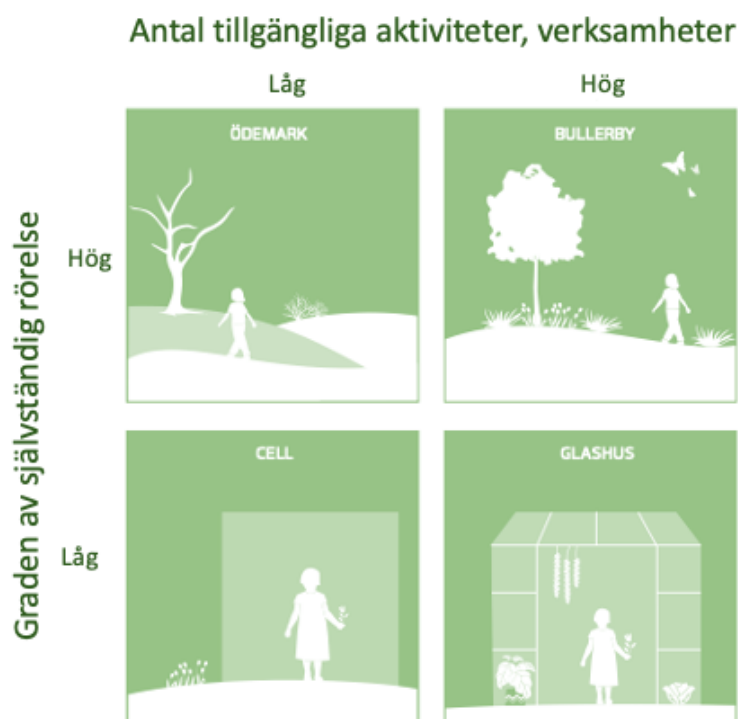 Antal tillgängliga aktiviteter, verksamheter
Låg
Hög
Graden av självständig rörelse
Hög
ÖDEMARK
BULLERBY
Låg
CELL
GLASHUS